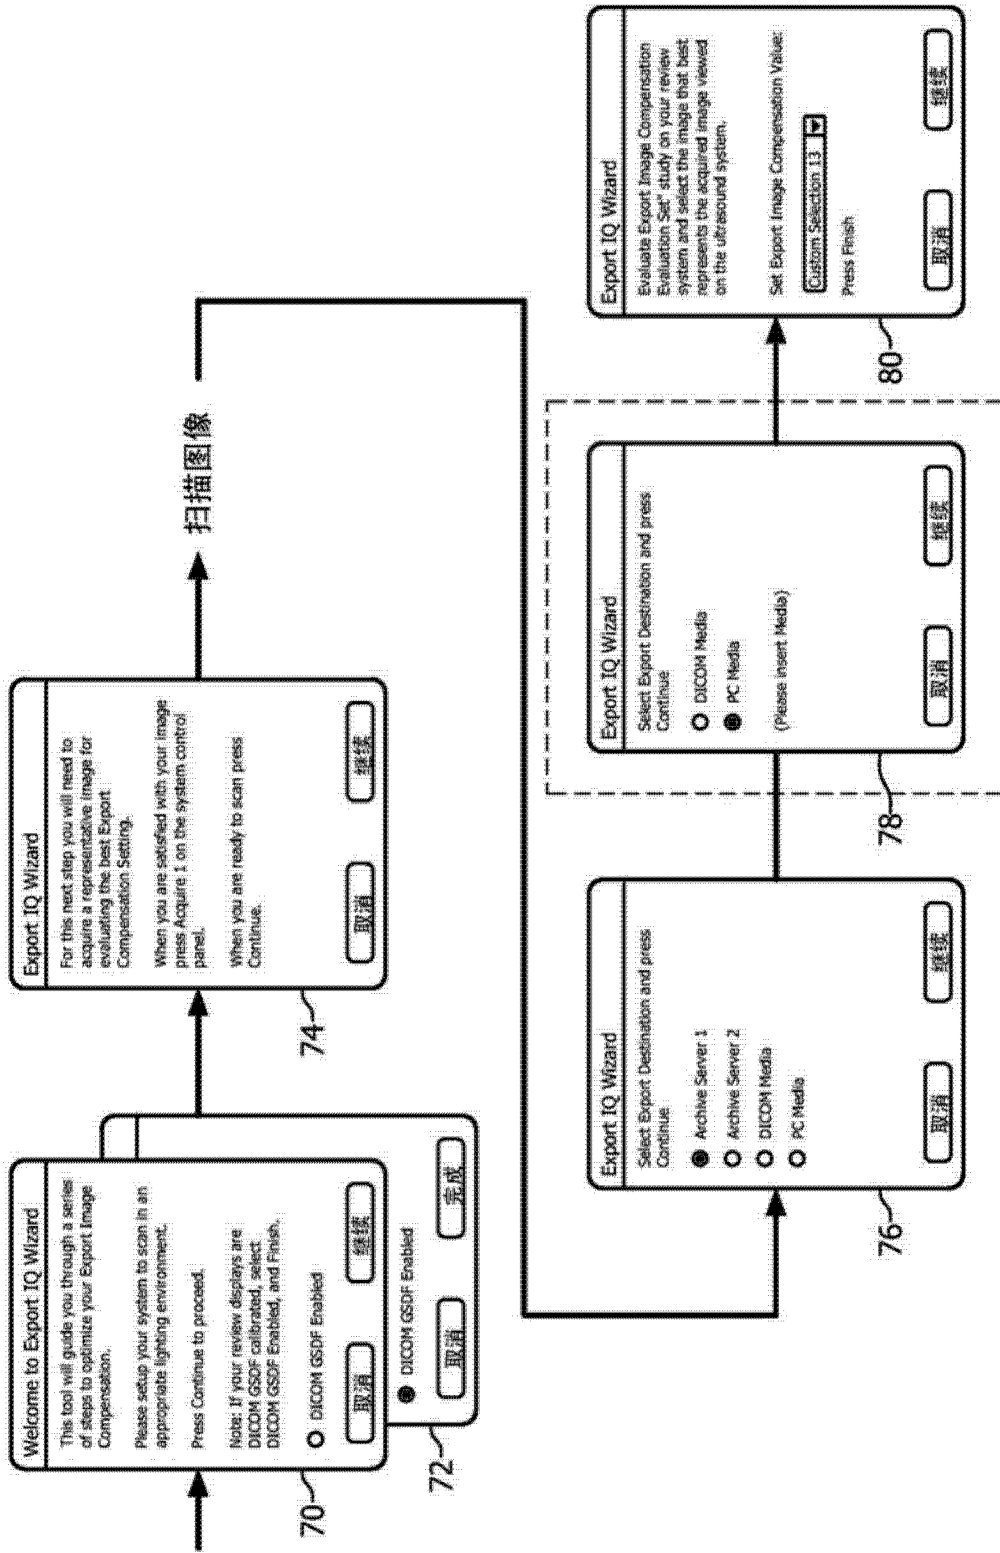 Welcome to Export IQ Wizard
This tool will guide you through a series
of steps to optimize your Export Image
Compensation.
Please setup your system to scan in an
appropriate lighting environment.
Press Continue to proceed.
Note: If your review displays are
DICOM GSDF calibrated, select
DICOM GSDF Enabled, and Finish.
DICOM GSDF Enabled
取消
继续
70
DICOM GSDF Enabled
取消
完成
72
Export IQ Wizard
For this next step you will need to
acquire a representative image for
evaluating the best Export
Compensation Setting.
When you are satisfied with your image
press Acquire 1 on the system control
panel.
When you are ready to scan press
Continue.
取消
继续
74
扫描图像
Export IQ Wizard
Select Export Destination and press
Continue
Archive Server 1
Archive Server 2
DICOM Media
PC Media
取消
继续
76
Export IQ Wizard
Select Export Destination and press
Continue
DICOM Media
PC Media
(Please insert Media)
取消
继续
78
Export IQ Wizard
Evaluate Export Image Compensation
Evaluation Set" study on your review
system and select the image that best
represents the acquired image viewed
on the ultrasound system.
Set Export Image Compensation Value:
Custom Selection 13
Press Finish
取消
继续
80